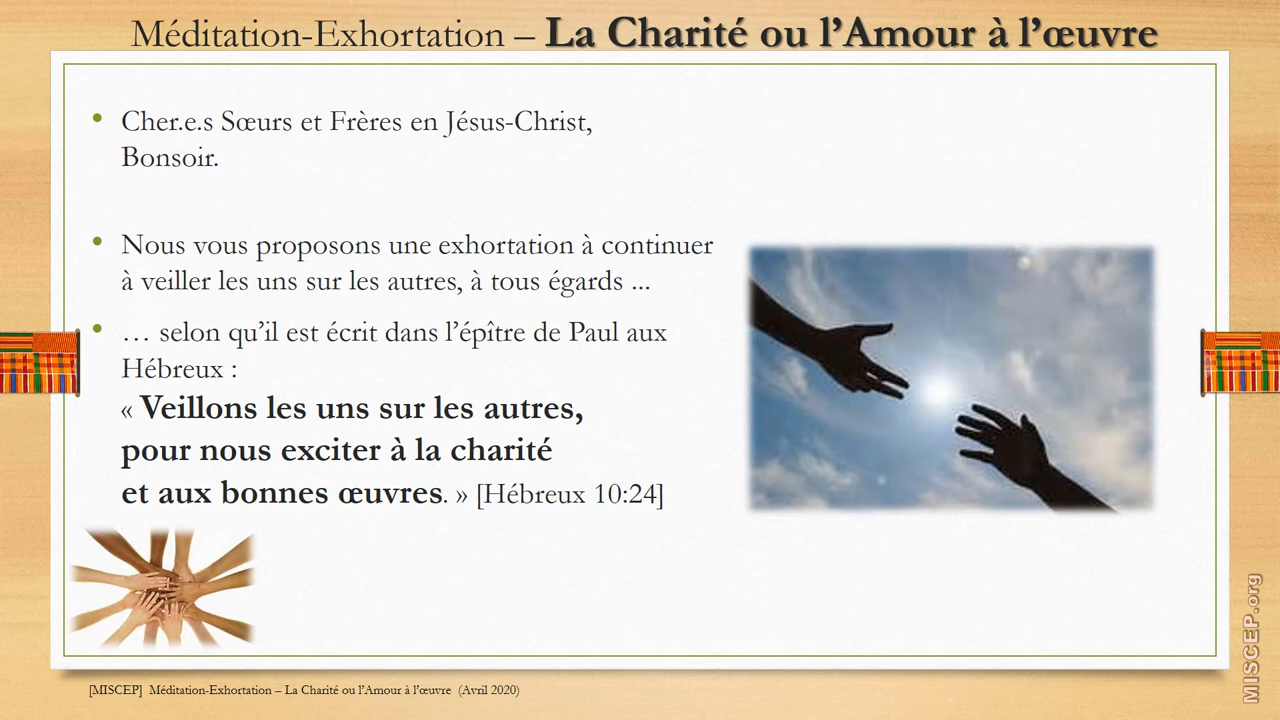 Méditation-Exhortation – La Charité ou l’Amour à l’œuvre
• Cher.e.s Sœurs et Frères en Jésus-Christ,
Bonsoir.
• Nous vous proposons une exhortation à continuer
à veiller les uns sur les autres, à tous égards ...
• … selon qu’il est écrit dans l’épître de Paul aux
Hébreux :
« Veillons les uns sur les autres,
pour nous exciter à la charité
et aux bonnes œuvres. » [Hébreux 10:24]
MISCEP.org
[MISCEP] Méditation-Exhortation – La Charité ou l’Amour à l’œuvre (Avril 2020)